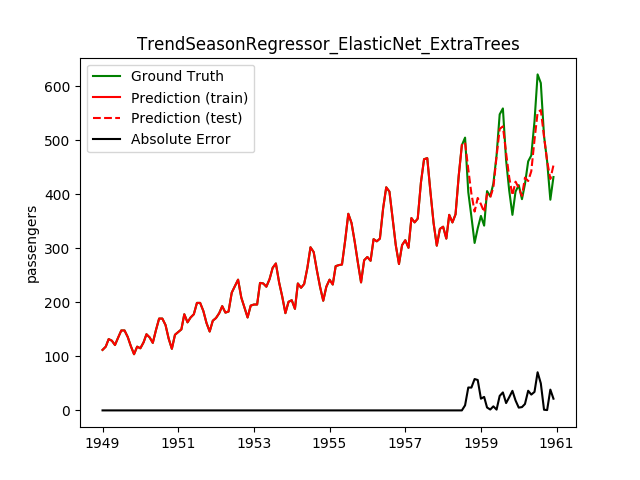 TrendSeasonRegressor_ElasticNet_ExtraTrees
Ground Truth
Prediction (train)
Prediction (test)
Absolute Error
passengers
600
500
400
300
200
100
0
1949 1951 1953 1955 1957 1959 1961